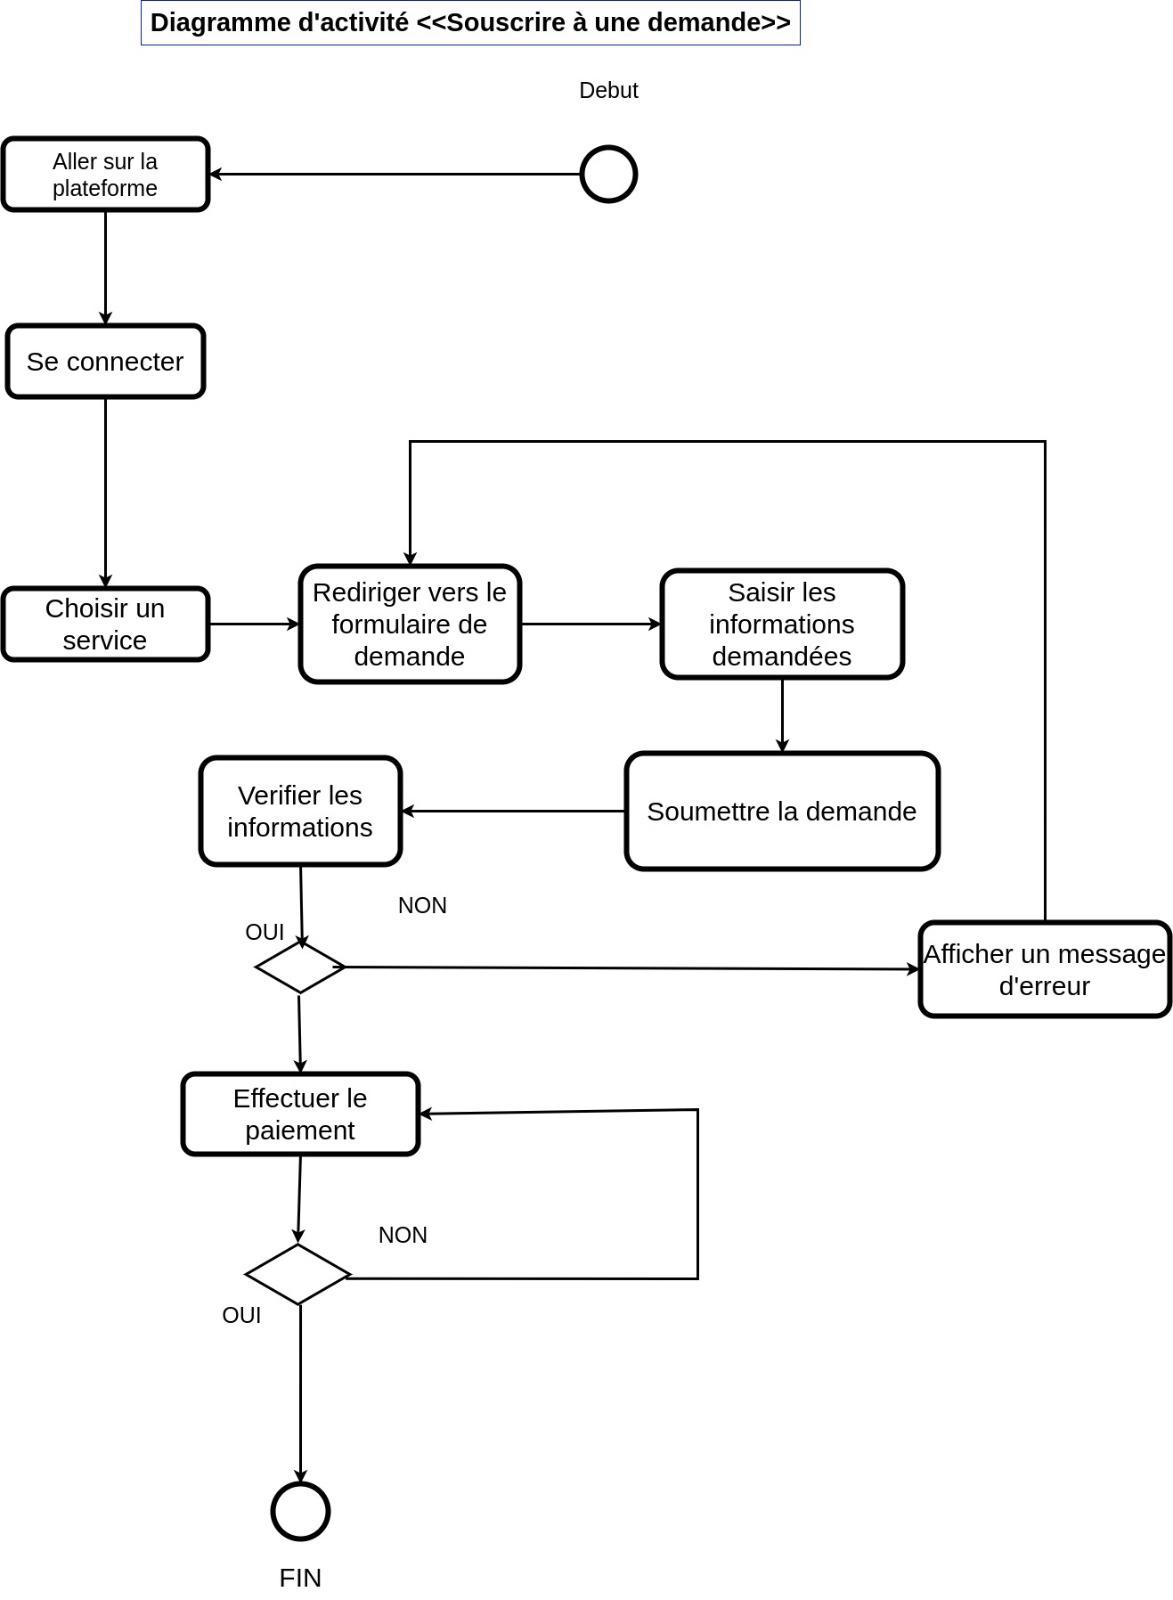 Diagramme d'activité <<Souscrire à une demande>>
Debut
Aller sur la
plateforme
Se connecter
Choisir un
service
Rediriger vers le
formulaire de
demande
Saisir les
informations
demandées
Verifier les
informations
Soumettre la demande
NON
OUI
Afficher un message
d'erreur
Effectuer le
paiement
NON
OUI
FIN